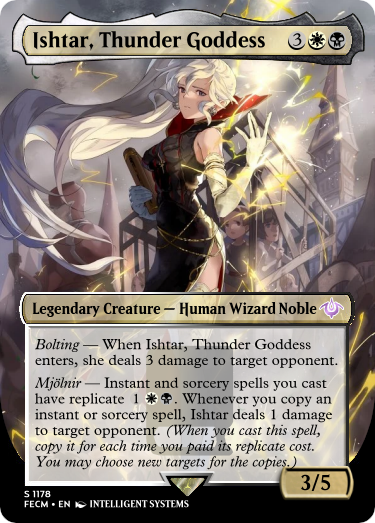 Ishtar, Thunder Goddess 3
Legendary Creature — Human Wizard Noble
Bolting — When Ishtar, Thunder Goddess
enters, she deals 3 damage to target opponent.
Mjölnir — Instant and sorcery spells you cast
have replicate 1 . Whenever you copy an
instant or sorcery spell, Ishtar deals 1 damage
to target opponent. (When you cast this spell,
copy it for each time you paid its replicate cost.
You may choose new targets for the copies.)
3/5
S 1178
FECM • EN INTELLIGENT SYSTEMS